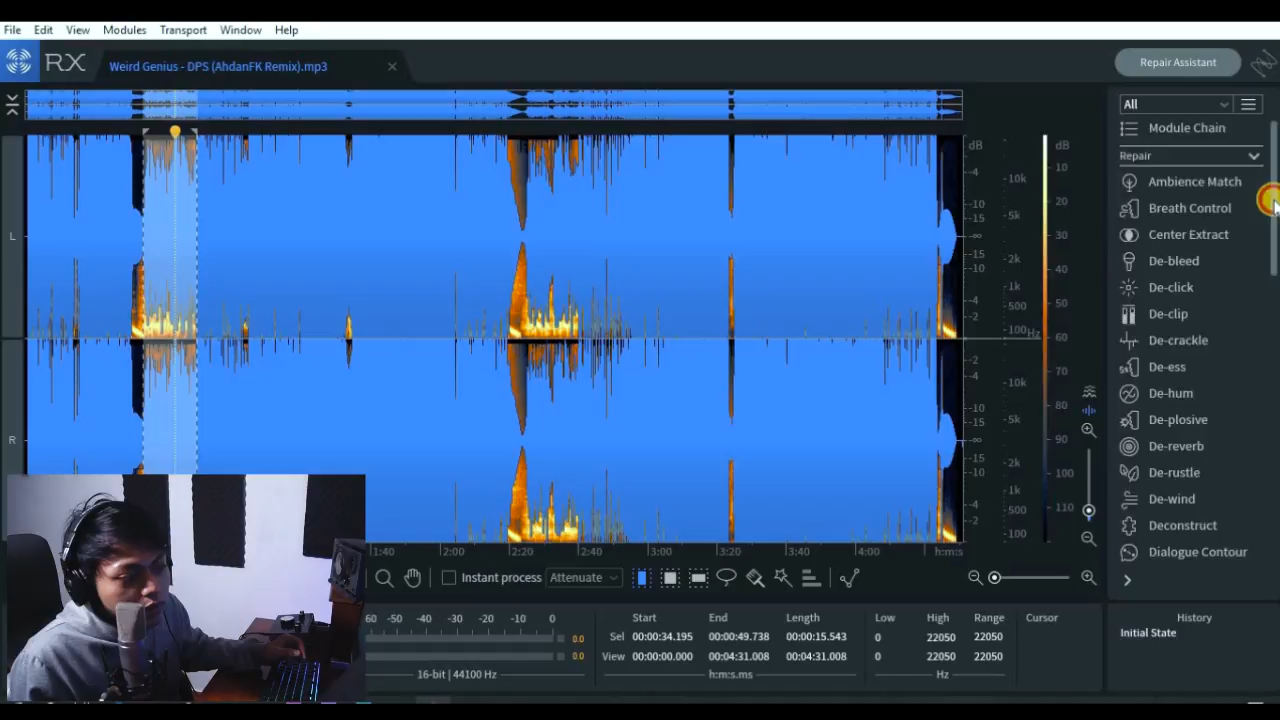 File Edit View Modules Transport Window Help
RX
Weird Genius - DPS (AhdanFK Remix).mp3
Repair Assistant
All
Module Chain
Repair
Ambience Match
Breath Control
Center Extract
De-bleed
De-click
De-clip
De-crackle
De-ess
De-hum
De-plosive
De-reverb
De-rustle
De-wind
Deconstruct
Dialogue Contour
L
R
dB
-4
-10
-15
-∞
-15
-10
-4
-2
-2
-4
-10
-15
-∞
-15
-10
-4
-2
10k
5k
2k
1k
500
100
Hz
10k
5k
2k
1k
500
100
dB
10
20
30
40
50
60
70
80
90
100
110
1:40 2:00 2:20 2:40 3:00 3:20 3:40 4:00 h:m:s
Instant process Attenuate
60 -50 -40 -30 -20 -10 0
0.0
0.0
16-bit | 44100 Hz
Start End Length Low High Range Cursor
Sel 00:00:34.195 00:00:49.738 00:00:15.543 0 22050 22050
View 00:00:00.000 00:04:31.008 00:04:31.008 0 22050 22050
h:m:s.ms Hz
History
Initial State